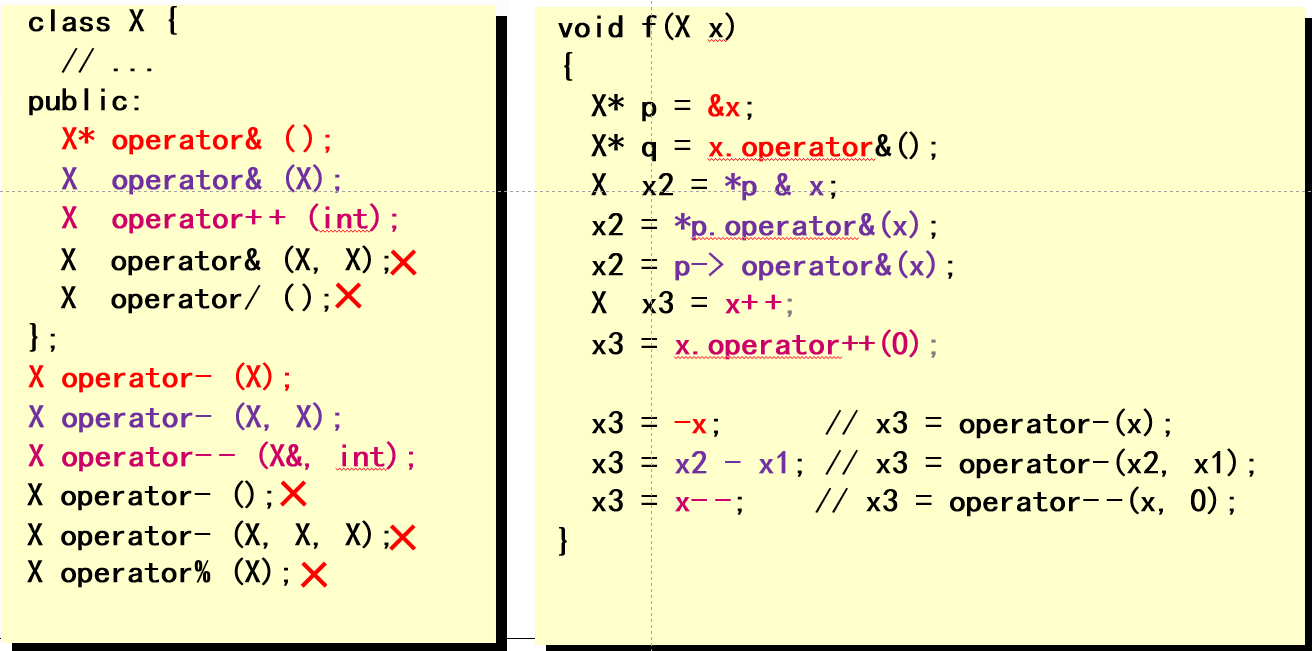 class X {
// ...
public:
X* operator& ();
X operator& (X);
X operator++ (int);
X operator& (X, X);
X operator/ ();
};
X operator- (X);
X operator- (X, X);
X operator-- (X&, int);
X operator- ();
X operator- (X, X, X);
X operator% (X);
void f(X x)
{
X* p = &x;
X* q = x.operator&();
X x2 = *p & x;
x2 = *p.operator&(x);
x2 = p-> operator&(x);
X x3 = x++;
x3 = x.operator++(0);
x3 = -x; // x3 = operator-(x);
x3 = x2 - x1; // x3 = operator-(x2, x1);
x3 = x--; // x3 = operator--(x, 0);
}